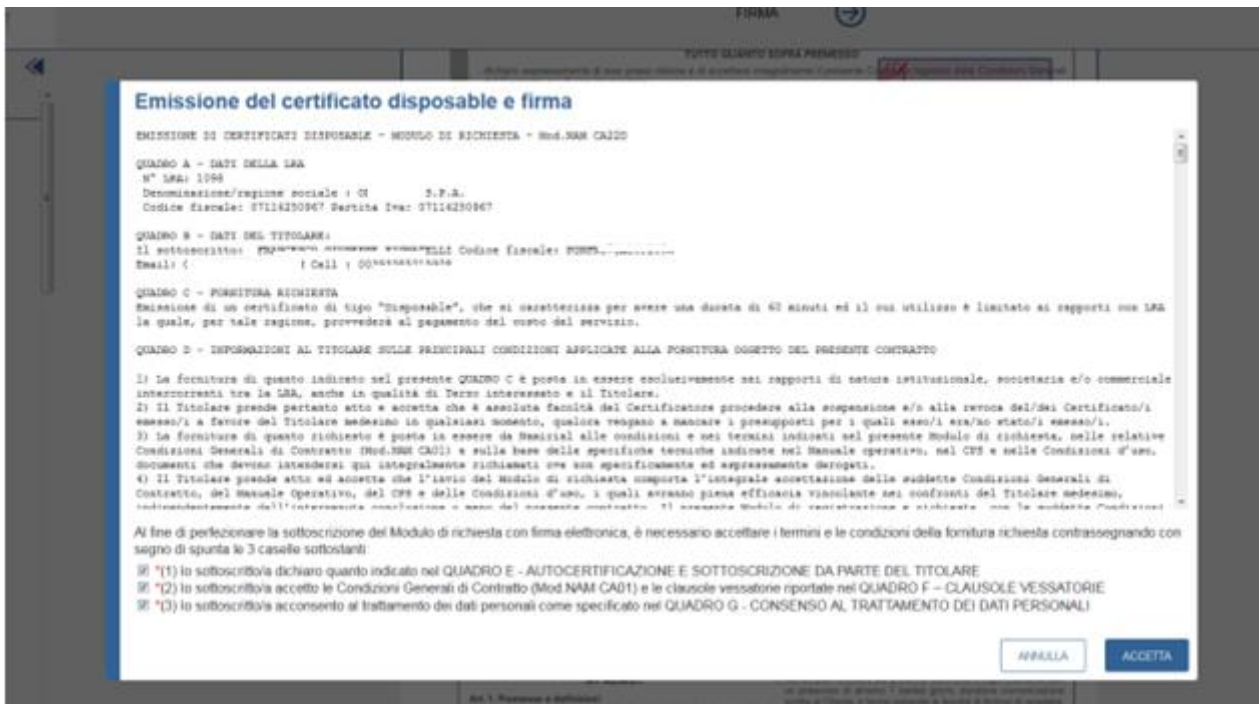 FIRMA
TUTTO QUANTO SOPRA PREMESSO
Emissione del certificato disposable e firma
EMISSIONE DI CERTIFICATI DISPOSABLE - MODULO DI RICHIESTA - Mod.NAM CA22D
QUADRO A - DATI DELLA LRA
N° LRA: 1098
Denominazione/ragione sociale : S.P.A.
Codice fiscale: 07114250967 Partita Iva: 07114250967
QUADRO B - DATI DEL TITOLARE:
Il sottoscritto: Codice fiscale:
Email: Cell :
QUADRO C - FORNITURA RICHIESTA
Emissione di un certificato di tipo "Disposable", che si caratterizza per avere una durata di 60 minuti ed il cui utilizzo è limitato ai rapporti con LRA
la quale, per tale ragione, provvederà al pagamento del costo del servizio.
QUADRO D - INFORMAZIONI AL TITOLARE SULLE PRINCIPALI CONDIZIONI APPLICATE ALLA FORNITURA OGGETTO DEL PRESENTE CONTRATTO
1) La fornitura di quanto indicato nel presente QUADRO C è posta in essere esclusivamente nei rapporti di natura istituzionale, societaria e/o commerciale
intercorrenti tra la LRA, anche in qualità di Terzo interessato e il Titolare.
2) Il Titolare prende pertanto atto e accetta che è assoluta facoltà del Certificatore procedere alla sospensione e/o alla revoca del/dei Certificato/i
emesso/i a favore del Titolare medesimo in qualsiasi momento, qualora vengano a mancare i presupposti per i quali esso/i era/no stato/i emesso/i.
3) La fornitura di quanto richiesto è posta in essere da Namirial alle condizioni e nei termini indicati nel presente Modulo di richiesta, nelle relative
Condizioni Generali di Contratto (Mod.NAM CA01) e sulla base delle specifiche tecniche indicate nel Manuale operativo, nel CPS e nelle Condizioni d'uso,
documenti che devono intendersi qui integralmente richiamati ove non specificamente ed espressamente derogati.
4) Il Titolare prende atto ed accetta che l'invio del Modulo di richiesta comporta l'integrale accettazione delle suddette Condizioni Generali di
Contratto, del Manuale Operativo, del CPS e delle Condizioni d'uso, i quali avranno piena efficacia vincolante nei confronti del Titolare medesimo,
Al fine di perfezionare la sottoscrizione del Modulo di richiesta con firma elettronica, è necessario accettare i termini e le condizioni della fornitura richiesta contrassegnando con
segno di spunta le 3 caselle sottostanti
*(1) Io sottoscritto/a dichiaro quanto indicato nel QUADRO E - AUTOCERTIFICAZIONE E SOTTOSCRIZIONE DA PARTE DEL TITOLARE
*(2) Io sottoscritto/a accetto le Condizioni Generali di Contratto (Mod.NAM CA01) e le clausole vessatorie riportate nel QUADRO F – CLAUSOLE VESSATORIE
*(3) Io sottoscritto/a acconsento al trattamento dei dati personali come specificato nel QUADRO G - CONSENSO AL TRATTAMENTO DEI DATI PERSONALI
ANNULLA
ACCETTA
Art. 1. Premesse e definizioni